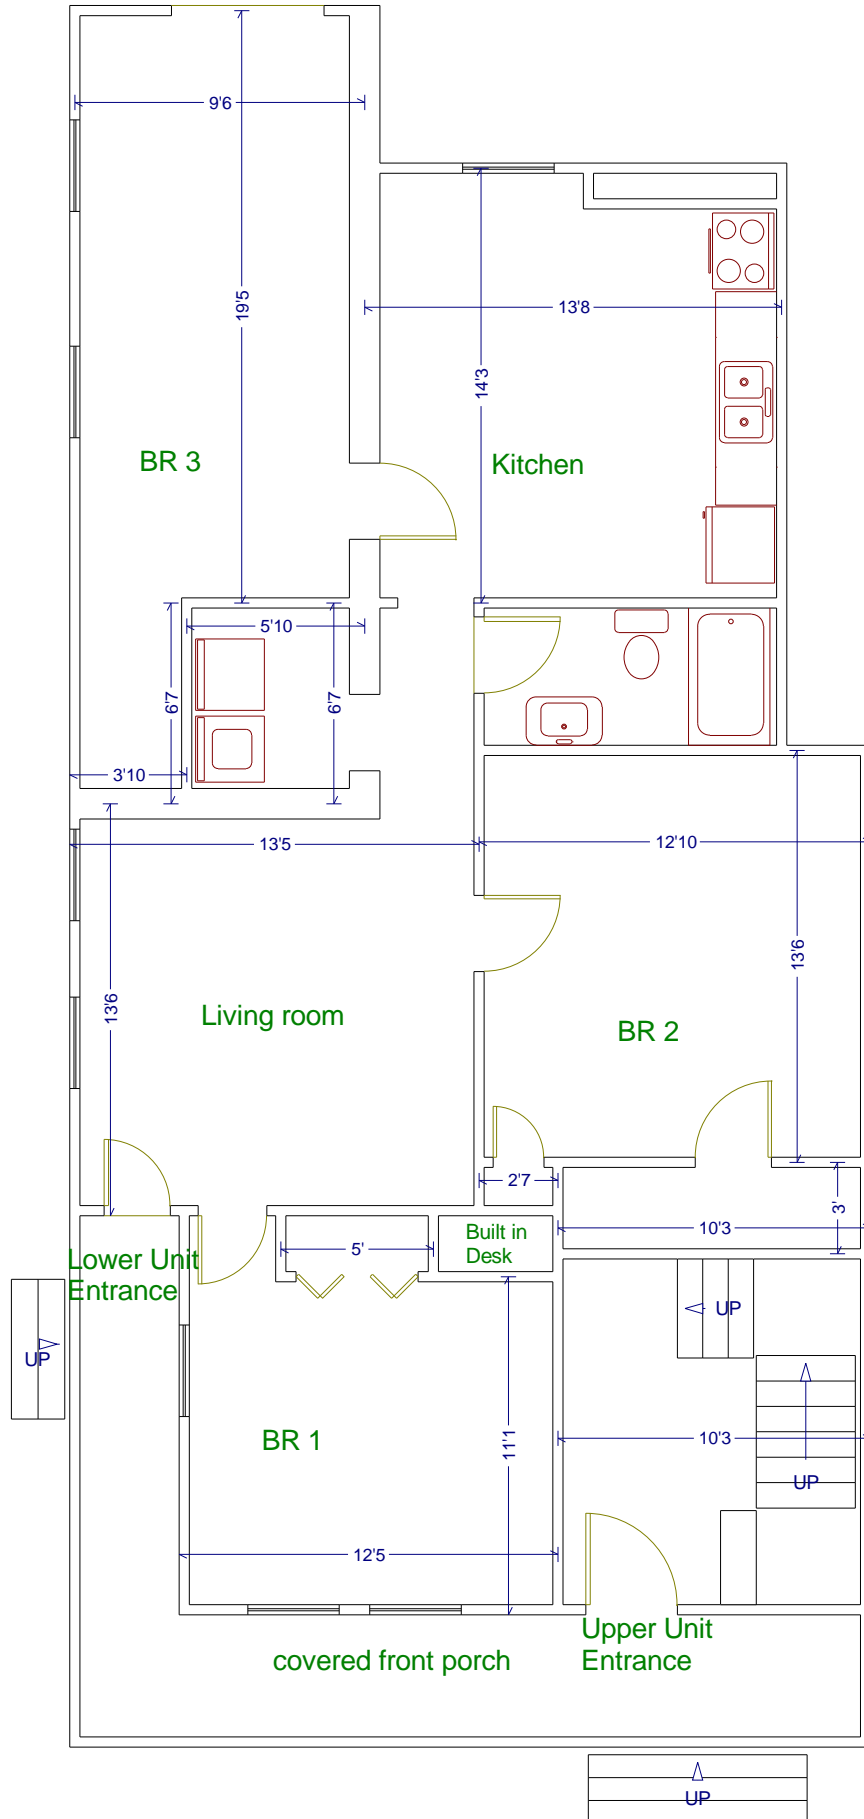 9'6
19'5
13'8
14'3
BR 3
Kitchen
5'10
6'7
6'7
3'10
13'5
12'10
13'6
13'6
Living room
BR 2
2'7
3'
10'3
Built in
Desk
5'
Lower Unit
Entrance
UP
UP
BR 1
11'1
10'3
UP
12'5
Upper Unit
Entrance
covered front porch
UP